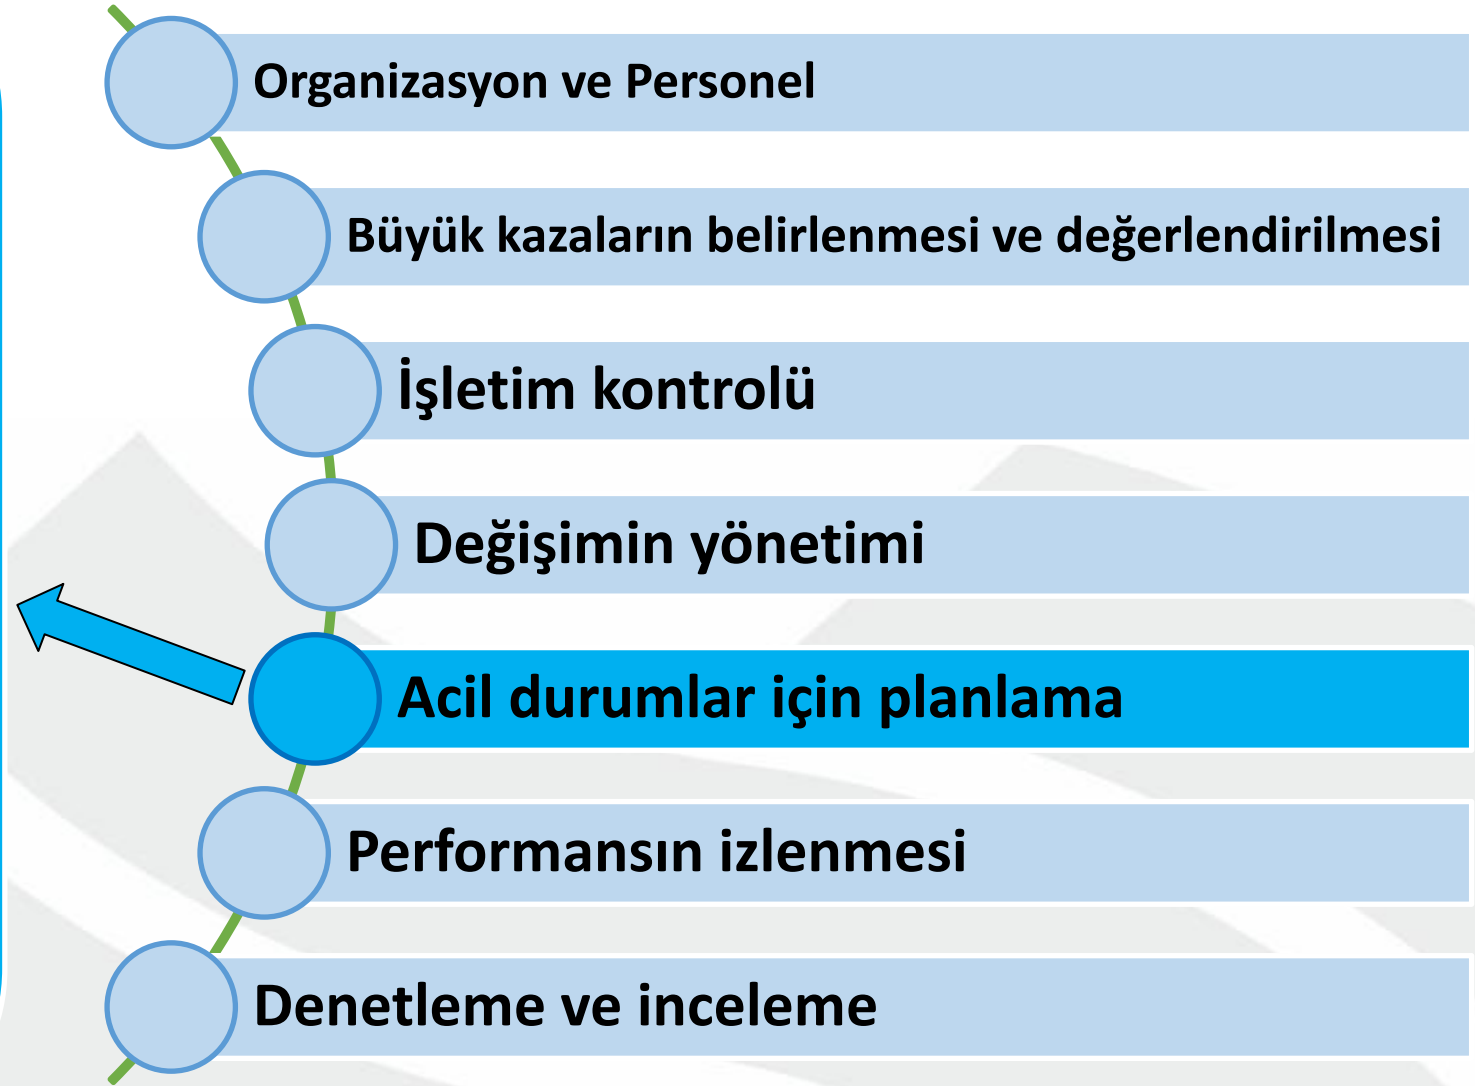 Organizasyon ve Personel
Büyük kazaların belirlenmesi ve değerlendirilmesi
İşletim kontrolü
Değişimin yönetimi
Acil durumlar için planlama
Performansın izlenmesi
Denetleme ve inceleme